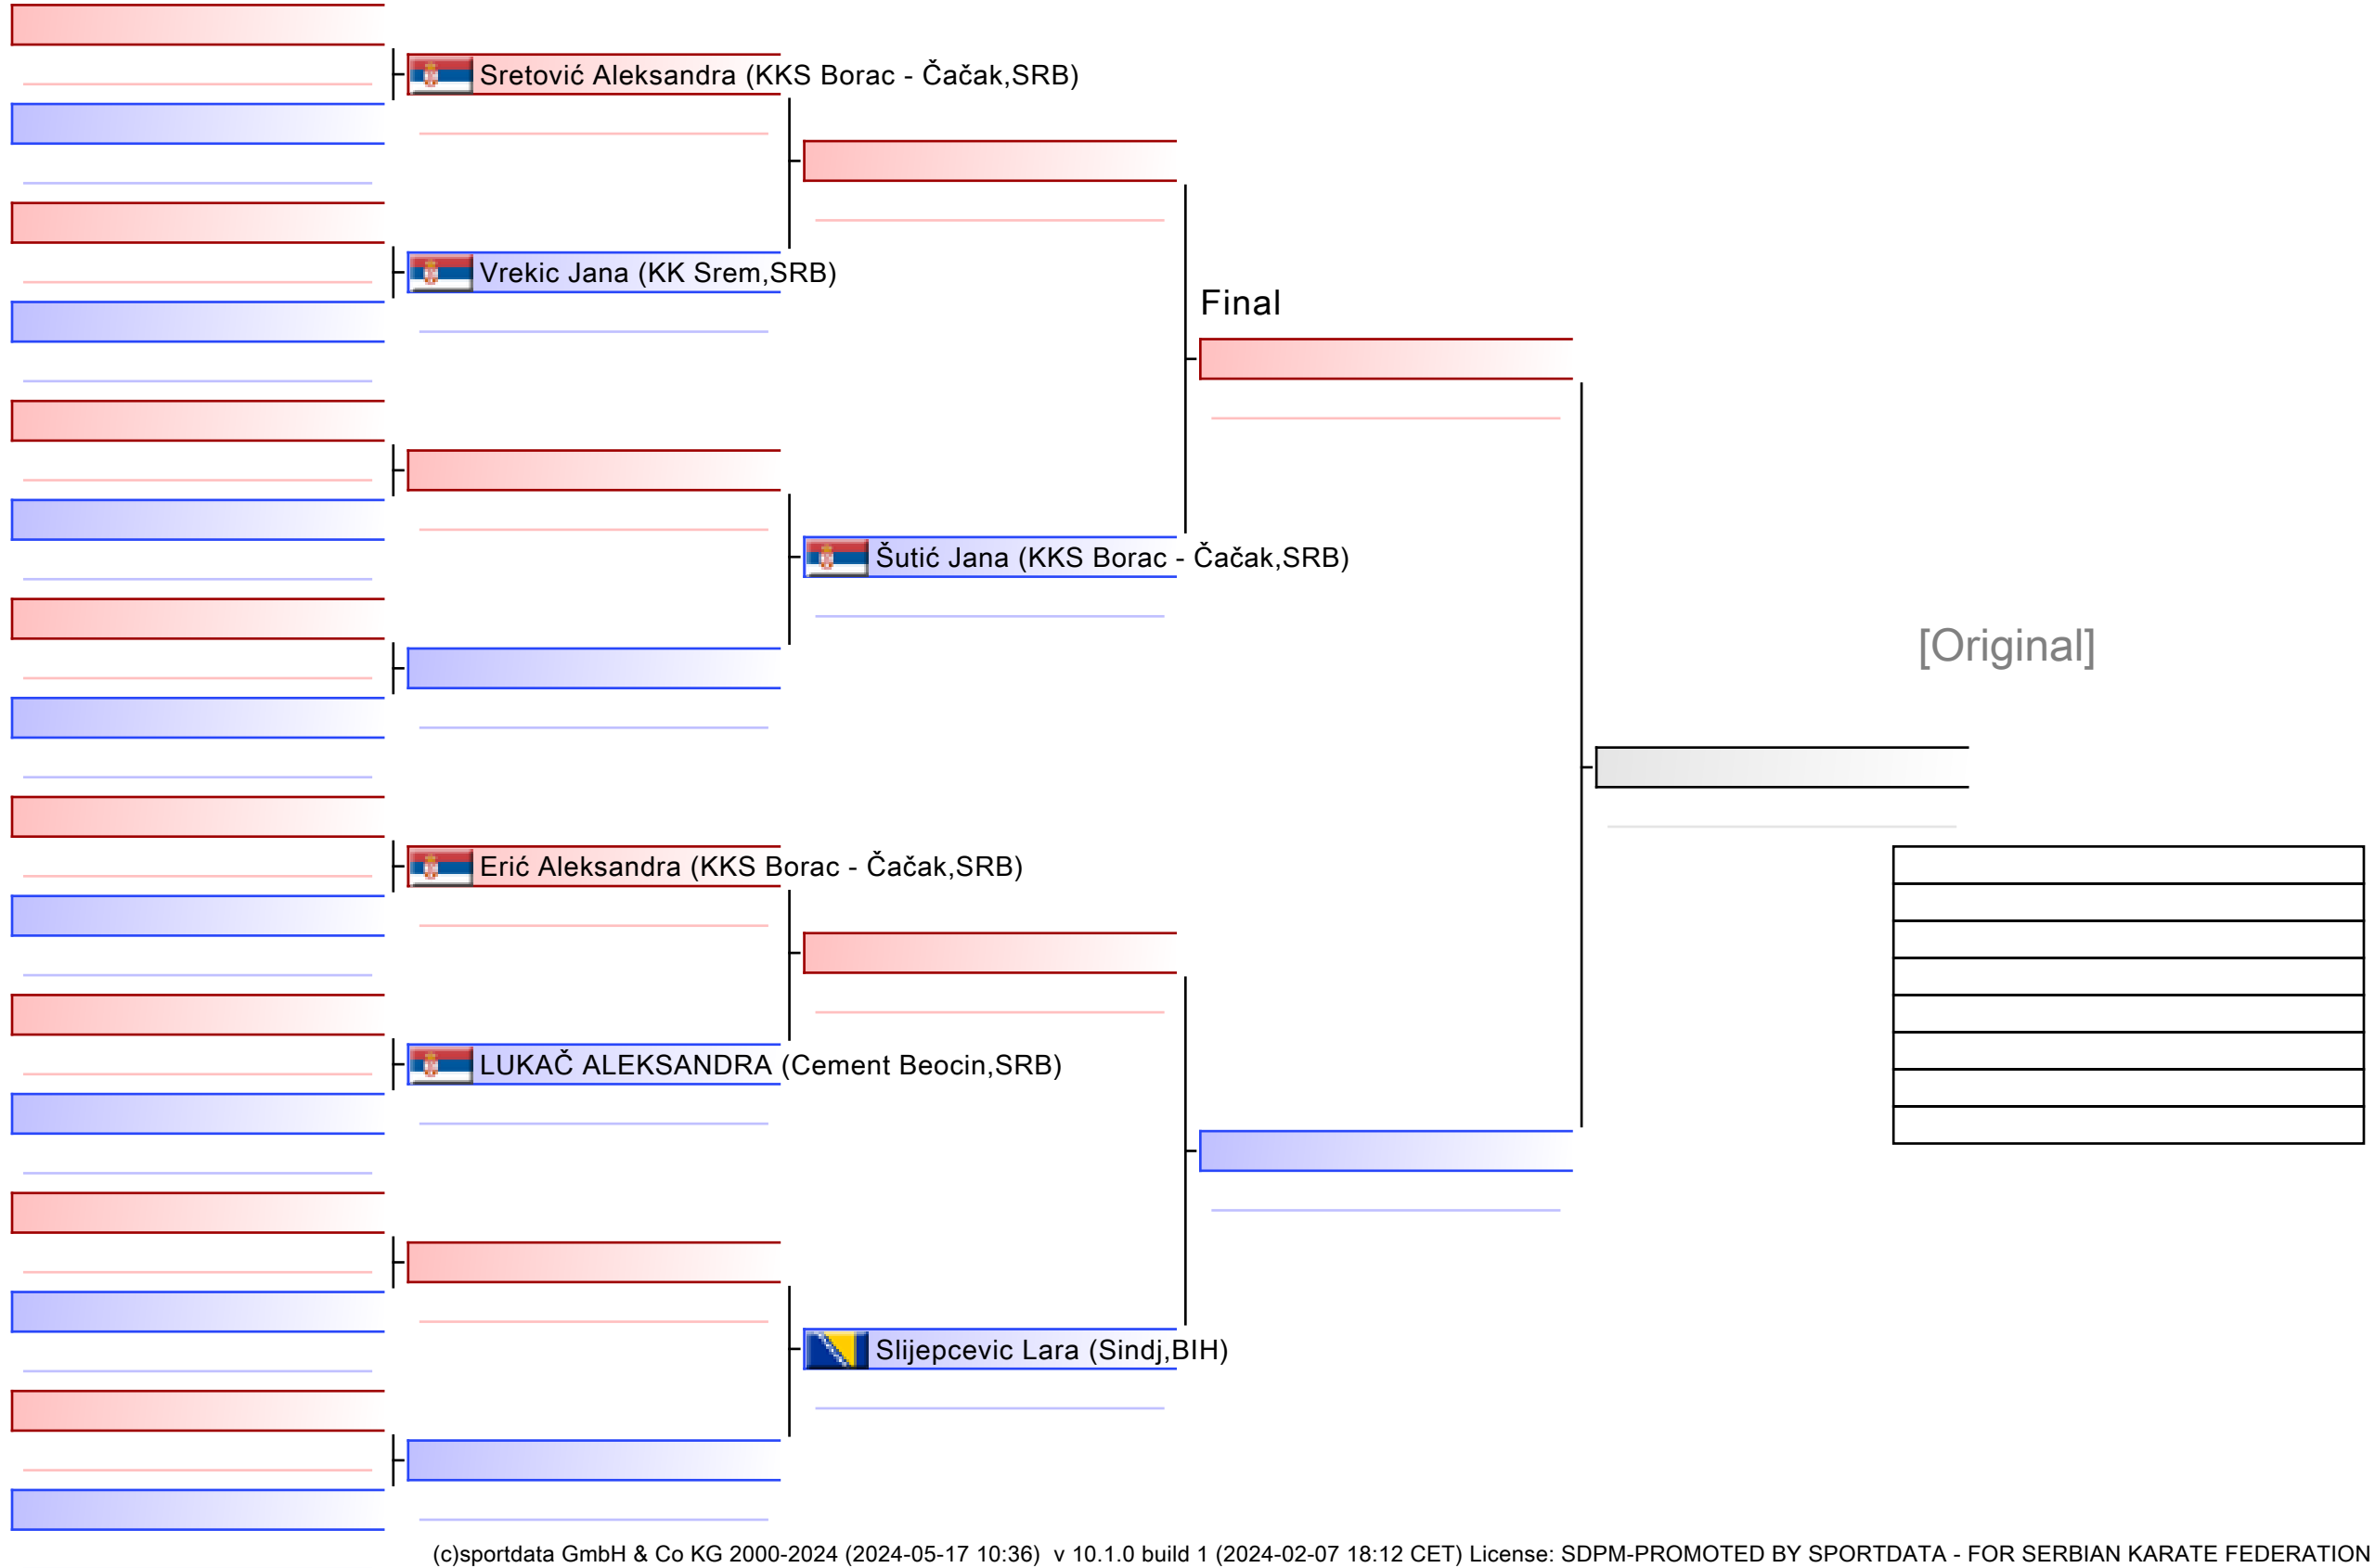 Sretović Aleksandra (KKS Borac - Čačak,SRB)
Vrekic Jana (KK Srem,SRB)
Final
Šutić Jana (KKS Borac - Čačak,SRB)
[Original]
Erić Aleksandra (KKS Borac - Čačak,SRB)
LUKAČ ALEKSANDRA (Cement Beocin,SRB)
Slijepcevic Lara (Sindj,BIH)
(c)sportdata GmbH & Co KG 2000-2024 (2024-05-17 10:36) v 10.1.0 build 1 (2024-02-07 18:12 CET) License: SDPM-PROMOTED BY SPORTDATA - FOR SERBIAN KARATE FEDERATION